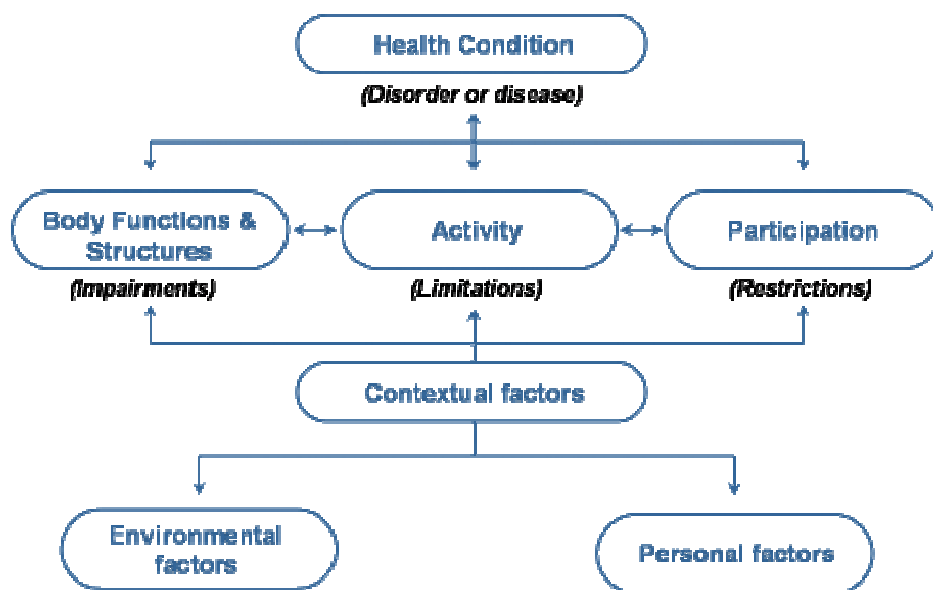 Health Condition
(Disorder or disease)
Body Functions &
Structures
Activity
Participation
(Impairments)
(Limitations)
(Restrictions)
Contextual factors
Environmental
factors
Personal factors